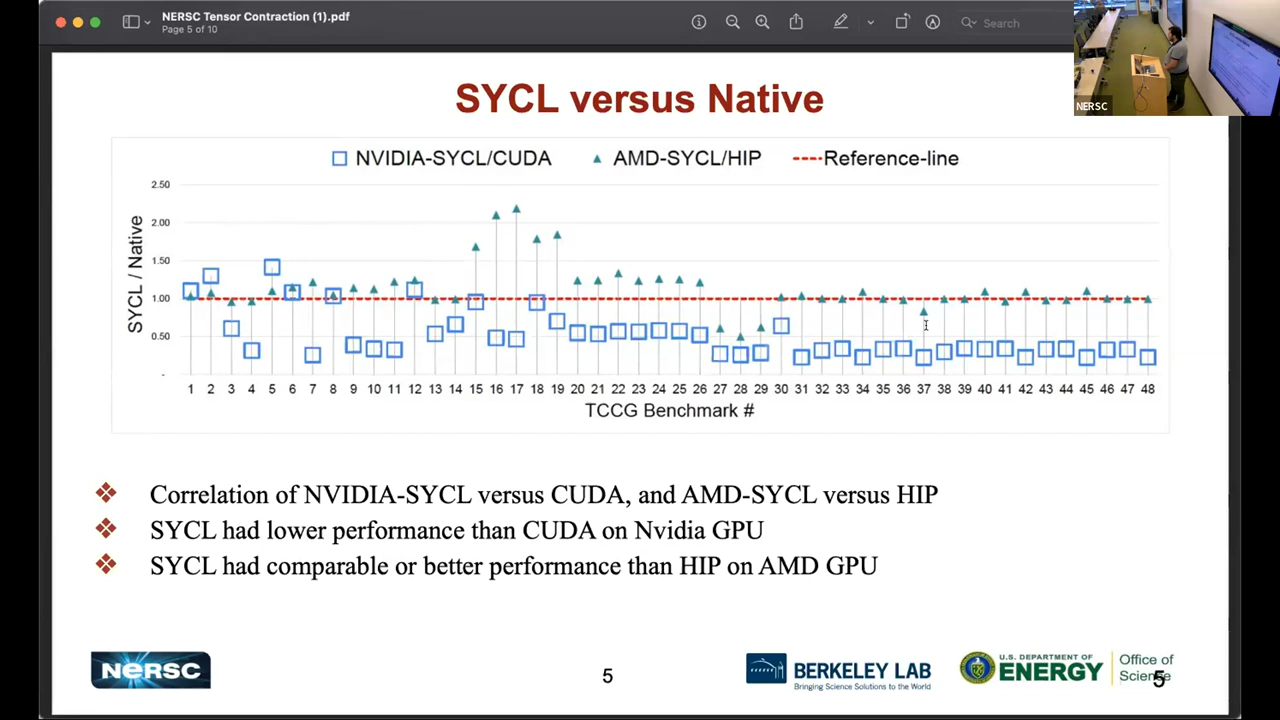 NERSC Tensor Contraction (1).pdf
Page 5 of 10
Search
NERSC
SYCL versus Native
NVIDIA-SYCL/CUDA AMD-SYCL/HIP Reference-line
2.50
2.00
1.50
1.00
0.50
-
SYCL / Native
1 2 3 4 5 6 7 8 9 10 11 12 13 14 15 16 17 18 19 20 21 22 23 24 25 26 27 28 29 30 31 32 33 34 35 36 37 38 39 40 41 42 43 44 45 46 47 48
TCCG Benchmark #
Correlation of NVIDIA-SYCL versus CUDA, and AMD-SYCL versus HIP
SYCL had lower performance than CUDA on Nvidia GPU
SYCL had comparable or better performance than HIP on AMD GPU
NERSC
5
BERKELEY LAB
Bringing Science Solutions to the World
U.S. DEPARTMENT OF
ENERGY
Office of
Science
5